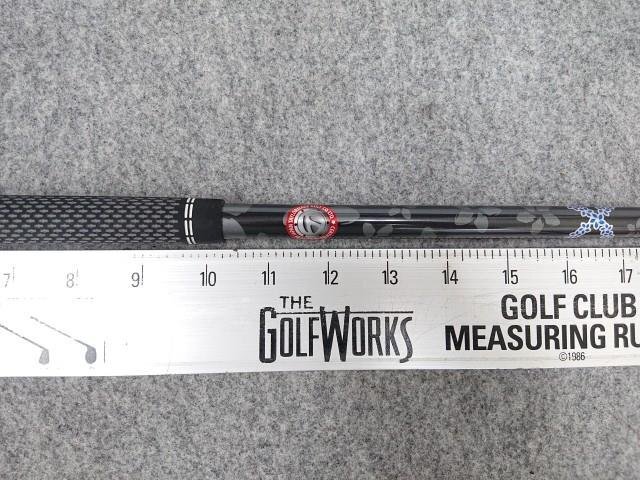 7 8 9 10 11 12 13 14 15 16 17
THE
GOLFWORKS
GOLF CLUB
MEASURING RU
©1986